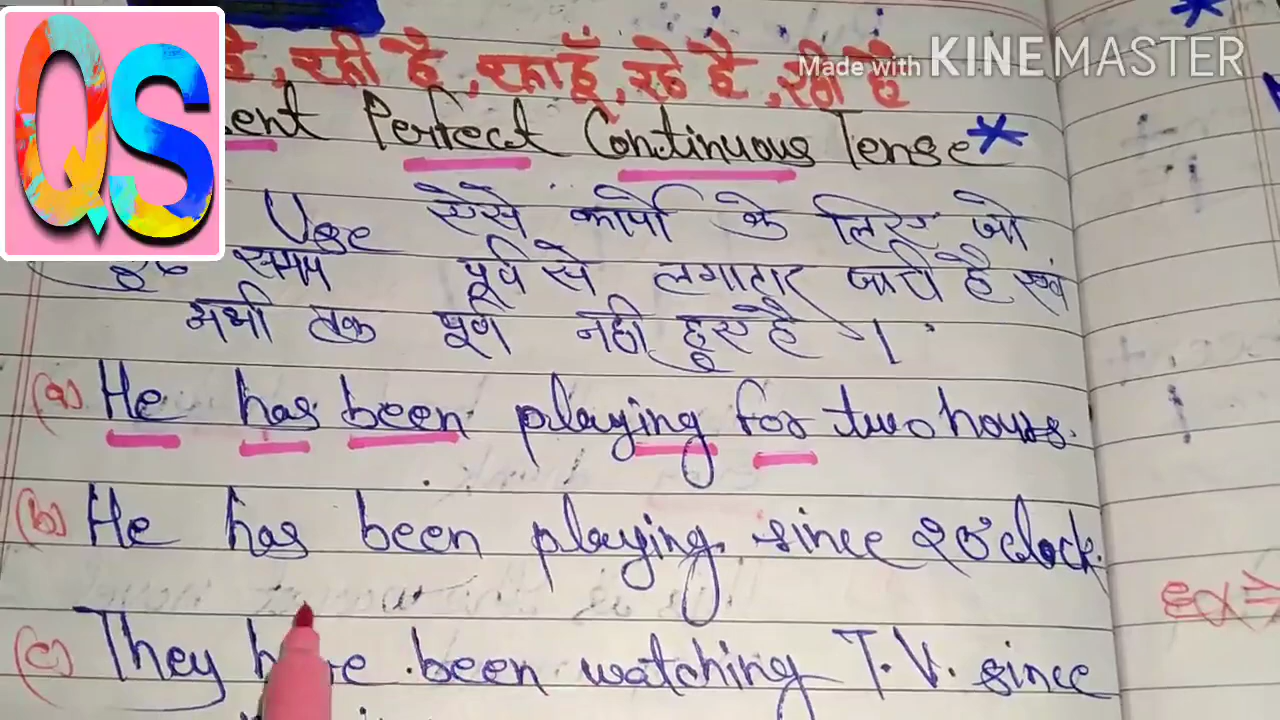 QS
है, रही है, रहा हूँ, रहे है, रही है
Made with KINEMASTER
sent Perfect Continuous Tense*
Use ऐसे कार्यो के लिए जो
कुछ समय पूर्व से लगातार जारी है एवं
अभी तक पूर्ण नही हुए है ।
(a) He has been playing for two hours.
(b) He has been playing since 2 o'clock.
ex ⇒
(c) They have been watching T.V. since